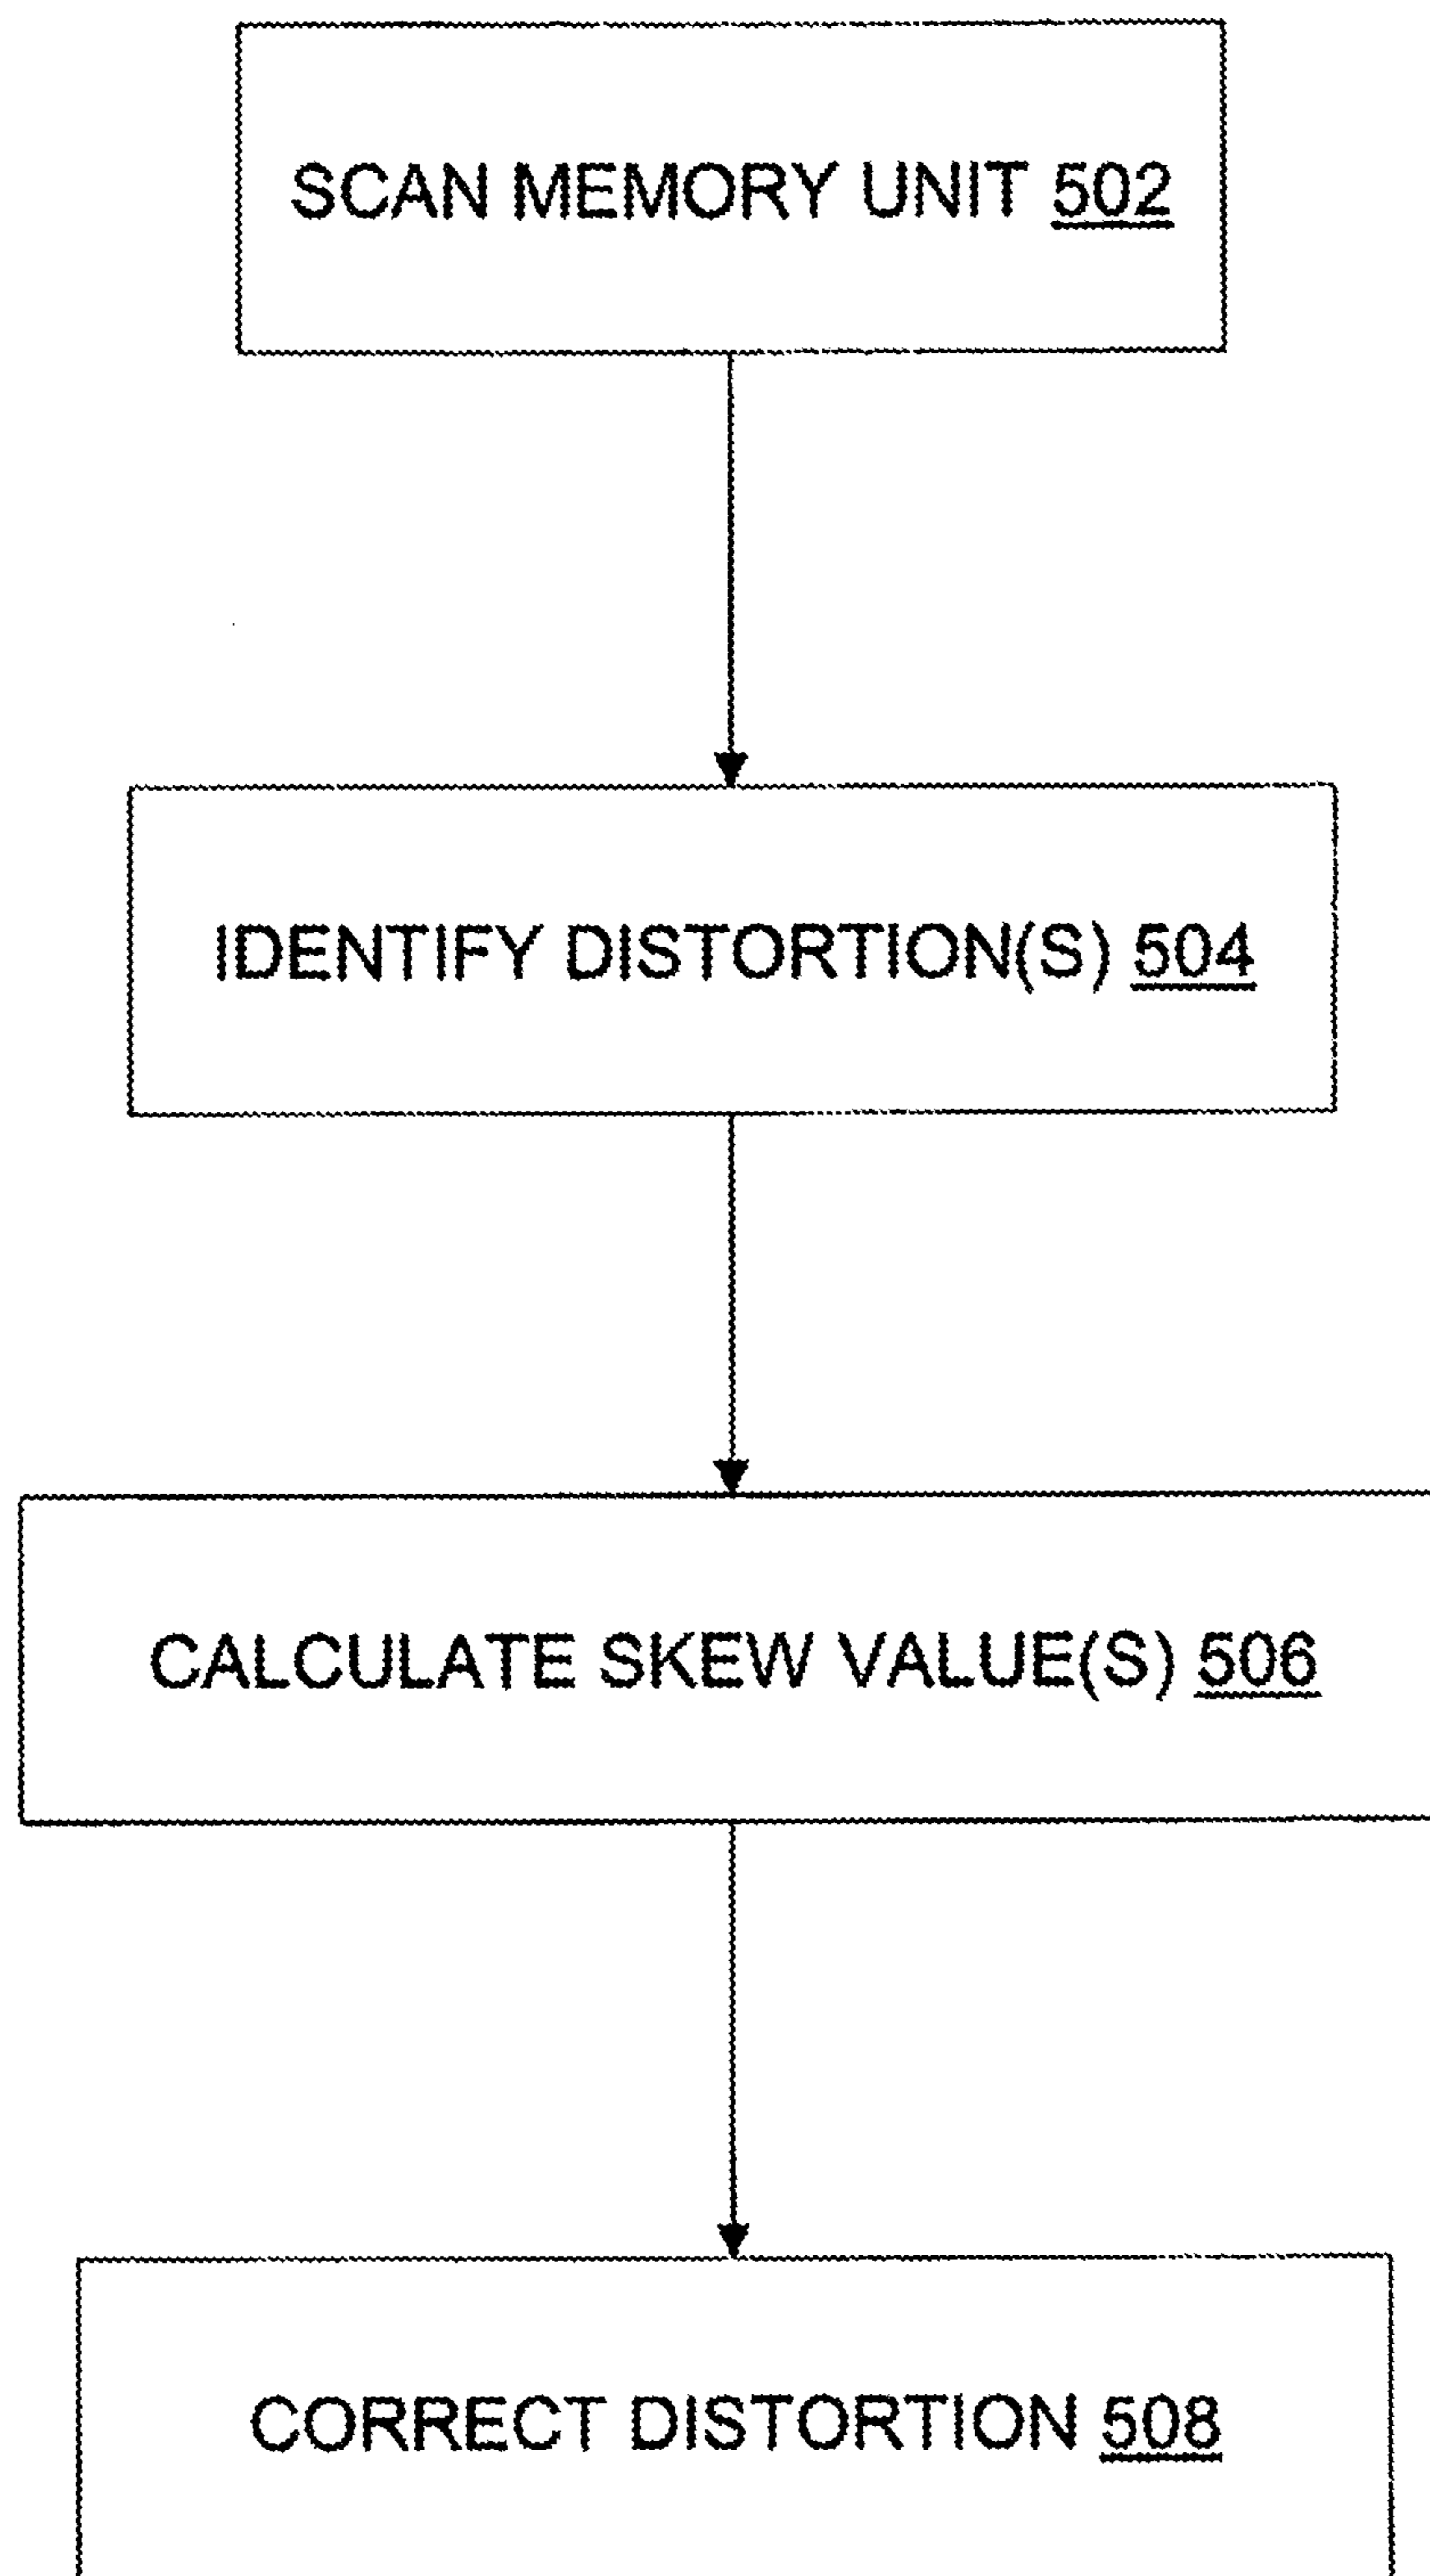 SCAN MEMORY UNIT 502
IDENTIFY DISTORTION(S) 504
CALCULATE SKEW VALUE(S) 506
CORRECT DISTORTION 508